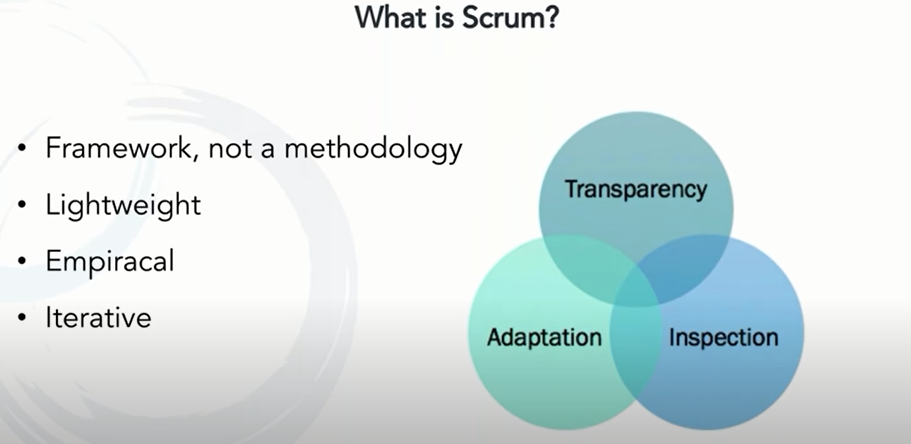 What is Scrum?
• Framework, not a methodology
• Lightweight
• Empiracal
• Iterative
Transparency
Adaptation
Inspection